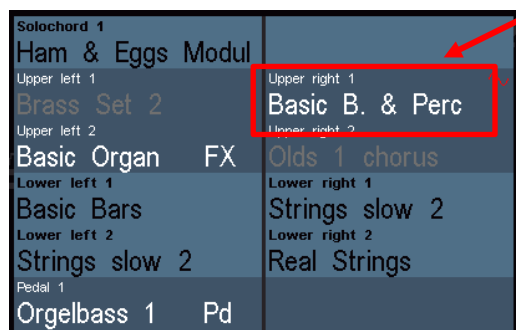 Solochord 1
Ham & Eggs Modul
Upper left 1
Brass Set 2
Upper right 1
Basic B. & Perc
Upper left 2
Basic Organ FX
Upper right 2
Olds 1 chorus
Lower left 1
Basic Bars
Lower right 1
Strings slow 2
Lower left 2
Strings slow 2
Lower right 2
Real Strings
Pedal 1
Orgelbass 1 Pd